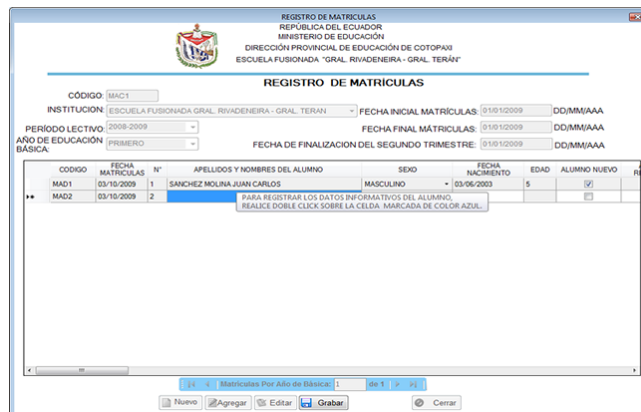 REGISTRO DE MATRICULAS
REPÚBLICA DEL ECUADOR
MINISTERIO DE EDUCACIÓN
DIRECCIÓN PROVINCIAL DE EDUCACIÓN DE COTOPAXI
ESCUELA FUSIONADA "GRAL. RIVADENEIRA - GRAL. TERÁN"
REGISTRO DE MATRÍCULAS
CÓDIGO: MAC1
INSTITUCION: ESCUELA FUSIONADA GRAL. RIVADENEIRA - GRAL. TERAN FECHA INICIAL MATRÍCULAS: 01/01/2009 DD/MM/AAA
PERÍODO LECTIVO: 2008-2009 FECHA FINAL MÁTRICULAS: 01/01/2009 DD/MM/AAA
AÑO DE EDUCACIÓN BÁSICA: PRIMERO FECHA DE FINALIZACION DEL SEGUNDO TRIMESTRE: 01/01/2009 DD/MM/AAA
CODIGO FECHA MATRICULAS N° APELLIDOS Y NOMBRES DEL ALUMNO SEXO FECHA NACIMIENTO EDAD ALUMNO NUEVO
MAD1 03/10/2009 1 SANCHEZ MOLINA JUAN CARLOS MASCULINO 03/06/2003 5
MAD2 03/10/2009 2
PARA REGISTRAR LOS DATOS INFORMATIVOS DEL ALUMNO,
REALICE DOBLE CLICK SOBRE LA CELDA MARCADA DE COLOR AZUL.
Matriculas Por Año de Básica: 1 de 1
Nuevo Agregar Editar Grabar Cerrar